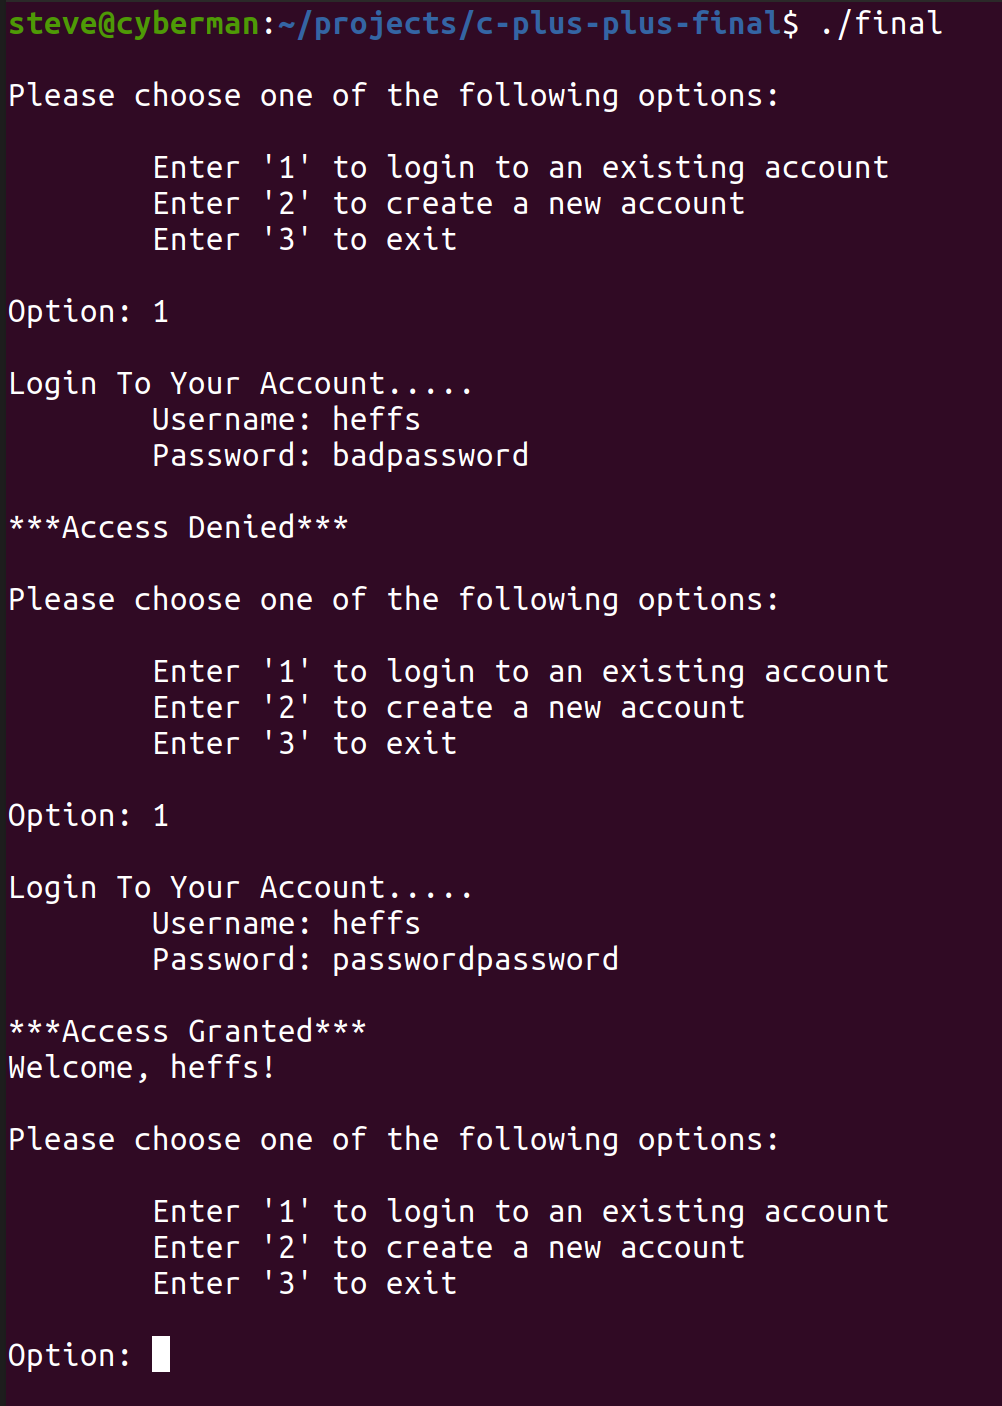 steve@cyberman:~/projects/c-plus-plus-final$ ./final
Please choose one of the following options:
Enter '1' to login to an existing account
Enter '2' to create a new account
Enter '3' to exit
Option: 1
Login To Your Account.....
Username: heffs
Password: badpassword
***Access Denied***
Please choose one of the following options:
Enter '1' to login to an existing account
Enter '2' to create a new account
Enter '3' to exit
Option: 1
Login To Your Account.....
Username: heffs
Password: passwordpassword
***Access Granted***
Welcome, heffs!
Please choose one of the following options:
Enter '1' to login to an existing account
Enter '2' to create a new account
Enter '3' to exit
Option: